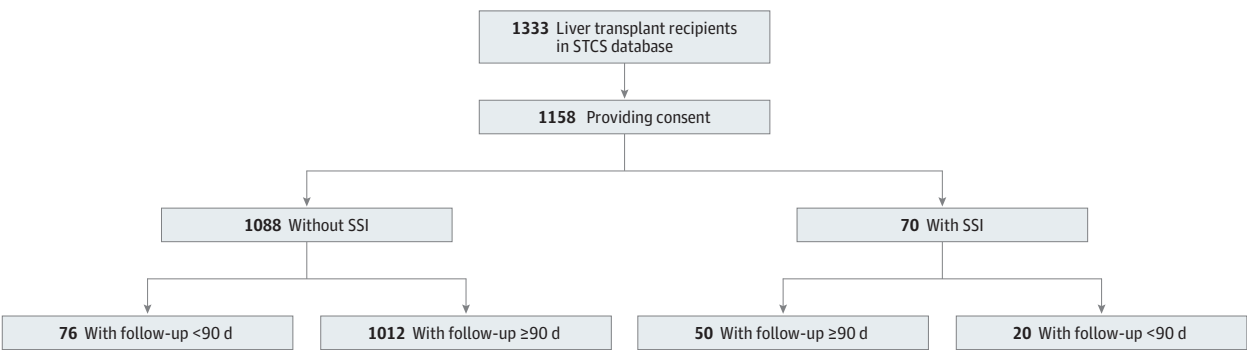 1333 Liver transplant recipients
in STCS database
1158 Providing consent
1088 Without SSI
70 With SSI
76 With follow-up <90 d
1012 With follow-up ≥90 d
50 With follow-up ≥90 d
20 With follow-up <90 d